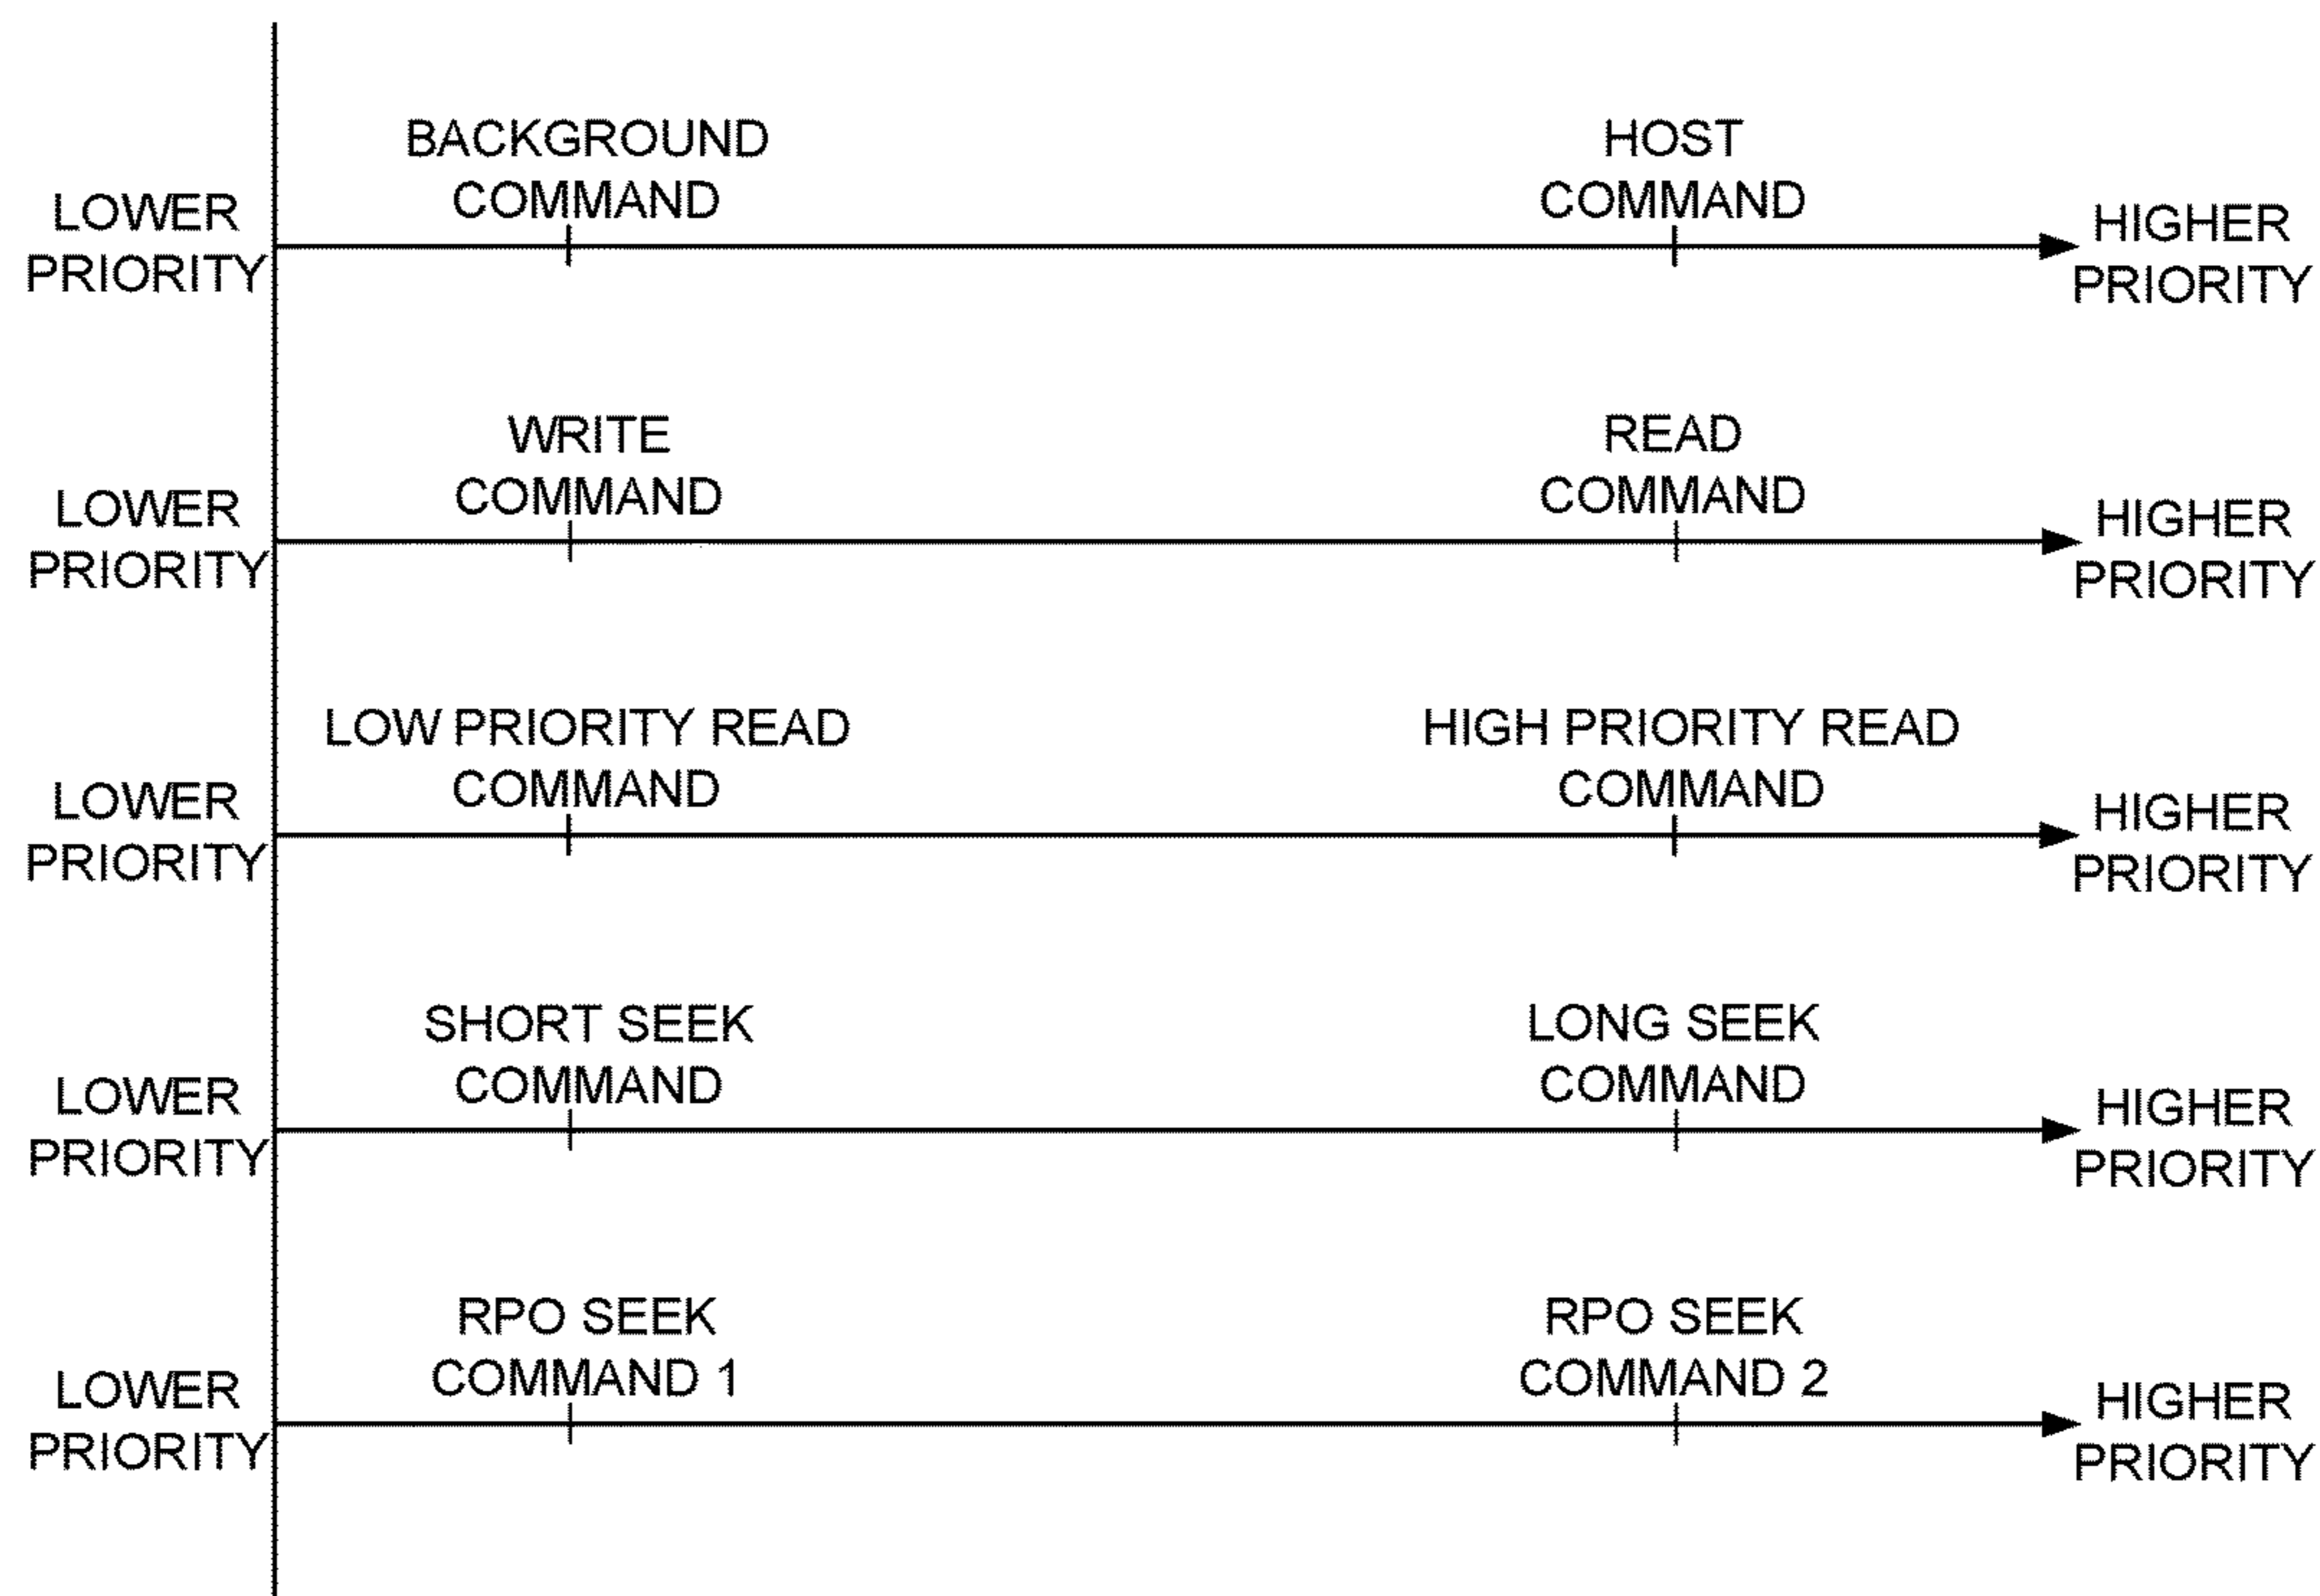 BACKGROUND
COMMAND
HOST
COMMAND
LOWER
PRIORITY
HIGHER
PRIORITY
WRITE
COMMAND
READ
COMMAND
LOWER
PRIORITY
HIGHER
PRIORITY
LOW PRIORITY READ
COMMAND
HIGH PRIORITY READ
COMMAND
LOWER
PRIORITY
HIGHER
PRIORITY
SHORT SEEK
COMMAND
LONG SEEK
COMMAND
LOWER
PRIORITY
HIGHER
PRIORITY
RPO SEEK
COMMAND 1
RPO SEEK
COMMAND 2
LOWER
PRIORITY
HIGHER
PRIORITY